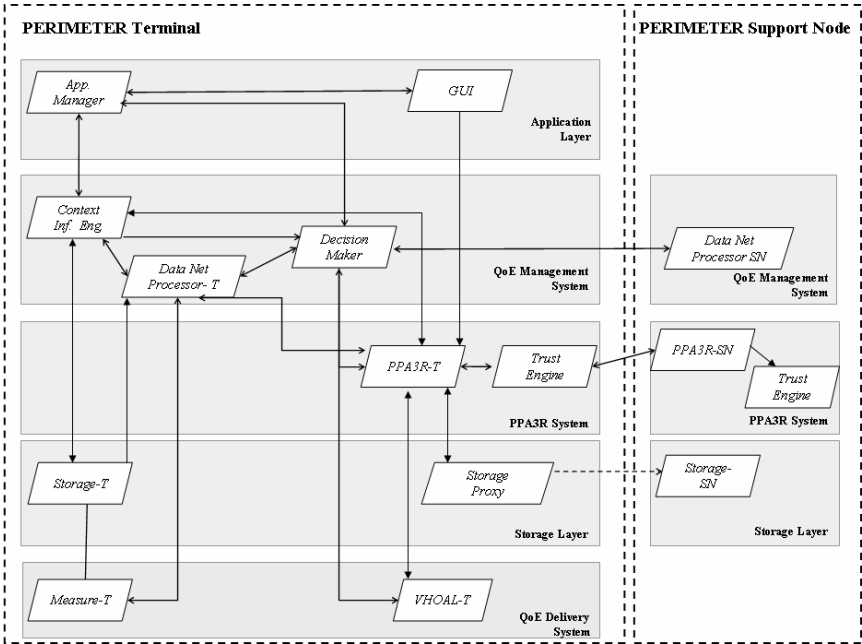 PERIMETER Terminal
PERIMETER Support Node
App.
Manager
GUI
Application
Layer
Context
Inf. Eng
Decision
Maker
Data Net
Processor- T
QoE Management
System
Data Net
Processor SN
QoE Management
System
PPA3R-T
Trust
Engine
PPA3R System
PPA3R-SN
Trust
Engine
PPA3R System
Storage-T
Storage
Proxy
Storage Layer
Storage-
SN
Storage Layer
Measure-T
VHOAL-T
QoE Delivery
System